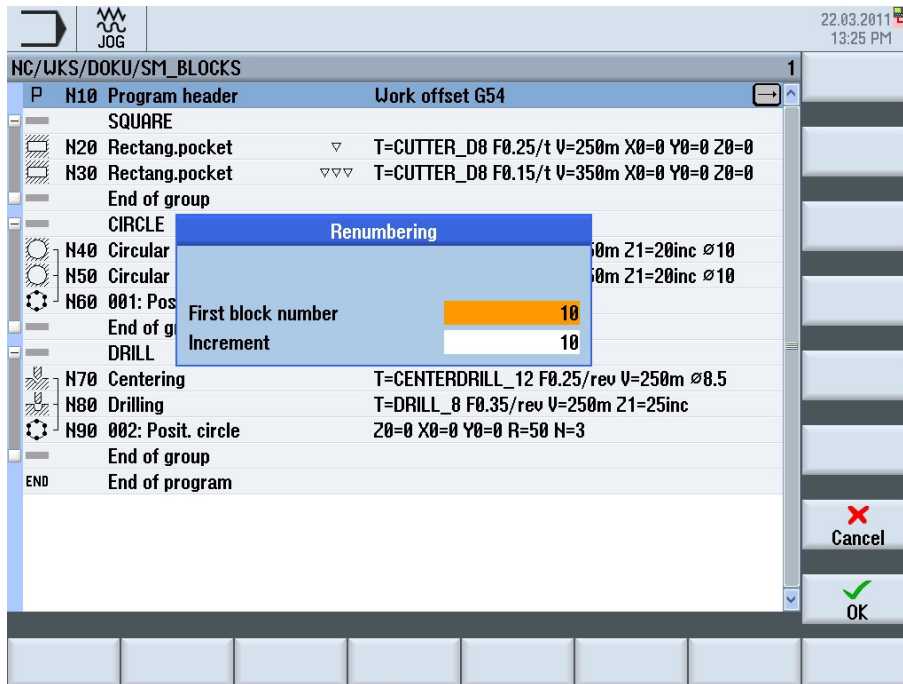 JOG
22.03.2011
13:25 PM
NC/WKS/DOKU/SM_BLOCKS 1
P N10 Program header Work offset G54
SQUARE
N20 Rectang.pocket ▽ T=CUTTER_D8 F0.25/t V=250m X0=0 Y0=0 Z0=0
N30 Rectang.pocket ▽▽▽ T=CUTTER_D8 F0.15/t V=350m X0=0 Y0=0 Z0=0
End of group
CIRCLE
N40 Circular 0m Z1=20inc ⌀10
N50 Circular 0m Z1=20inc ⌀10
N60 001: Pos
End of g
DRILL
N70 Centering T=CENTERDRILL_12 F0.25/rev V=250m ⌀8.5
N80 Drilling T=DRILL_8 F0.35/rev V=250m Z1=25inc
N90 002: Posit. circle Z0=0 X0=0 Y0=0 R=50 N=3
End of group
END End of program
Renumbering
First block number 10
Increment 10
Cancel
OK